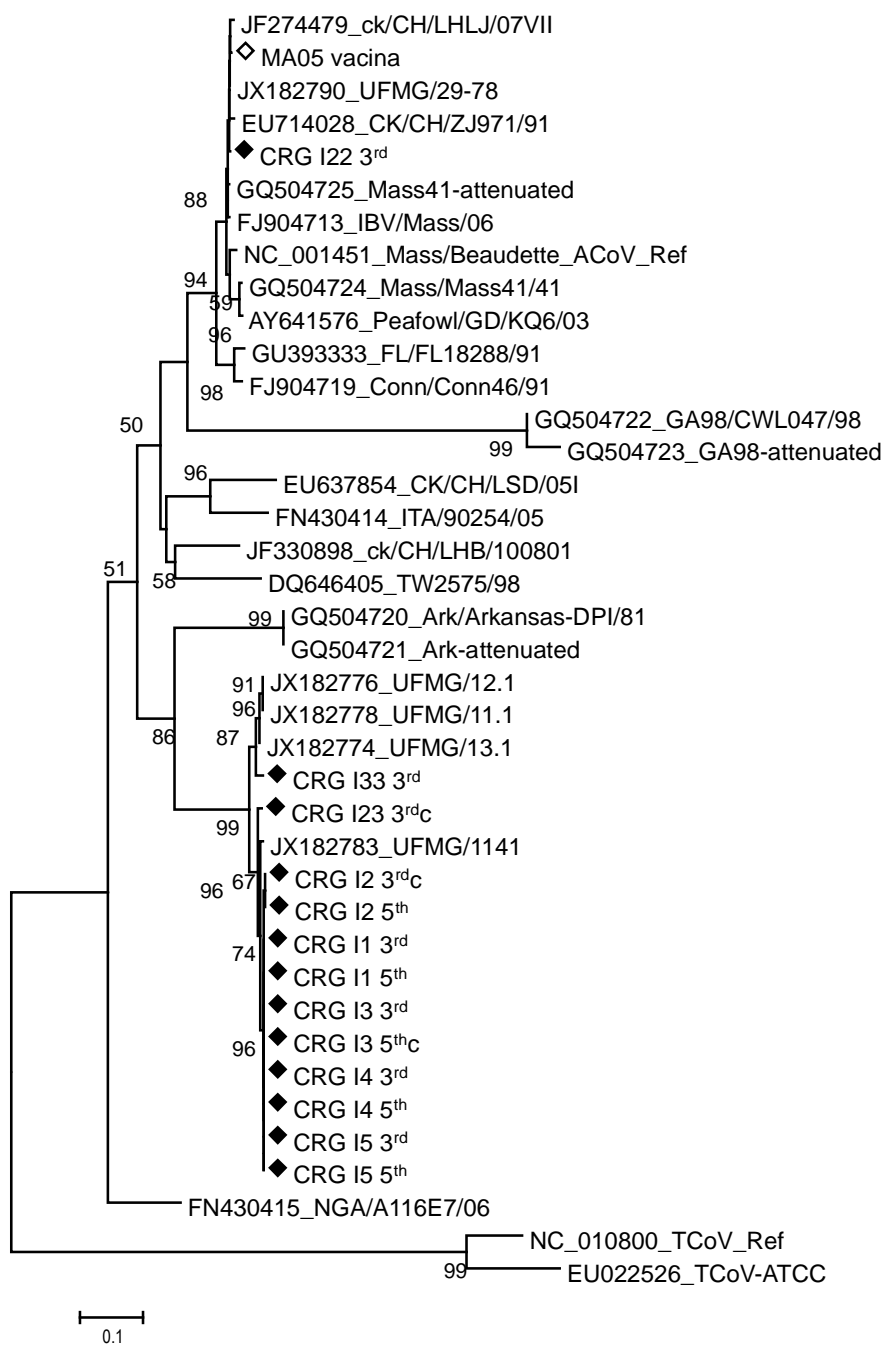 JF274479_ck/CH/LHLJ/07VII
MA05 vacina
JX182790_UFMG/29-78
EU714028_CK/CH/ZJ971/91
CRG I22 3rd
GQ504725_Mass41-attenuated
88
FJ904713_IBV/Mass/06
NC_001451_Mass/Beaudette_ACoV_Ref
94
GQ504724_Mass/Mass41/41
59
AY641576_Peafowl/GD/KQ6/03
96
GU393333_FL/FL18288/91
98
FJ904719_Conn/Conn46/91
GQ504722_GA98/CWL047/98
50
99
GQ504723_GA98-attenuated
96
EU637854_CK/CH/LSD/05I
FN430414_ITA/90254/05
JF330898_ck/CH/LHB/100801
51
58
DQ646405_TW2575/98
99
GQ504720_Ark/Arkansas-DPI/81
GQ504721_Ark-attenuated
91
JX182776_UFMG/12.1
96
JX182778_UFMG/11.1
86
87
JX182774_UFMG/13.1
CRG I33 3rd
CRG I23 3rdc
99
JX182783_UFMG/1141
67
CRG I2 3rdc
96
CRG I2 5th
CRG I1 3rd
74
CRG I1 5th
CRG I3 3rd
CRG I3 5thc
96
CRG I4 3rd
CRG I4 5th
CRG I5 3rd
CRG I5 5th
FN430415_NGA/A116E7/06
NC_010800_TCoV_Ref
99
EU022526_TCoV-ATCC
0.1